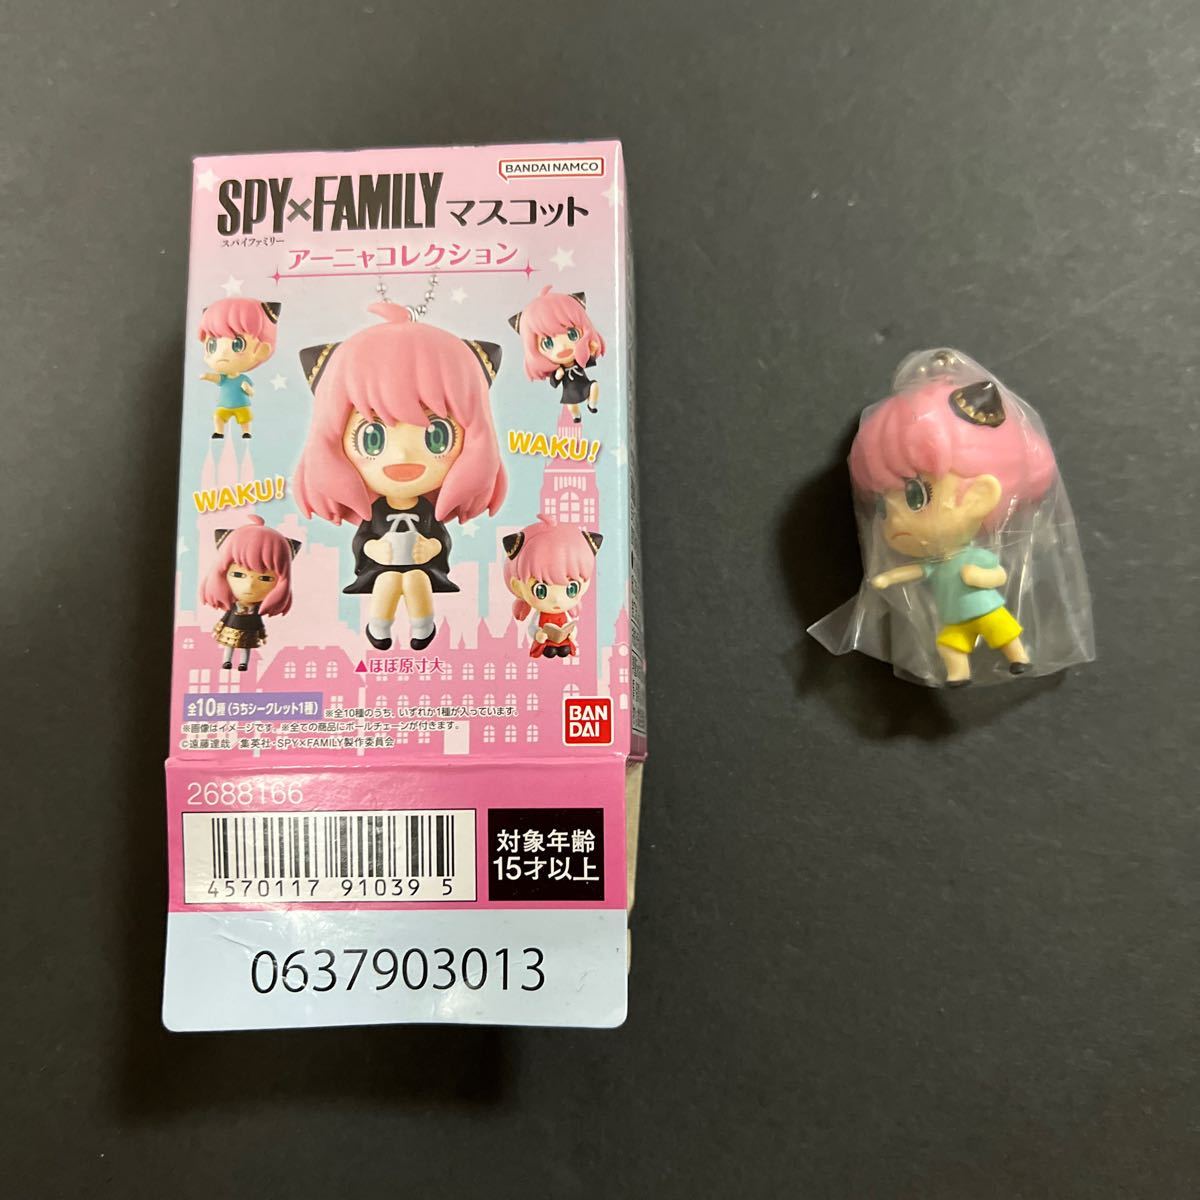 BANDAI NAMCO
SPY×FAMILY マスコット
スパイファミリー
アーニャコレクション
WAKU!
WAKU!
▲ほぼ原寸大
全10種(うちシークレット1種) ※全10種のうち、いずれか1種が入っています。
※画像はイメージです。※全ての商品にボールチェーンが付きます。
©遠藤達哉/集英社・SPY×FAMILY製作委員会
BAN
DAI
2688166
4570117 91039 5
対象年齢
15才以上
0637903013